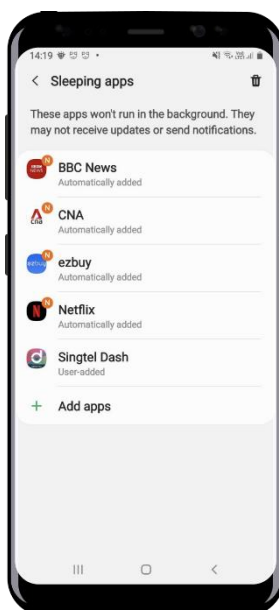 14:19
Sleeping apps
These apps won't run in the background. They
may not receive updates or send notifications.
N
BBC News
Automatically added
N
CNA
cna
Automatically added
N
ezbuy
ezbuy
Automatically added
N
N
Netflix
Automatically added
Singtel Dash
User-added
+ Add apps